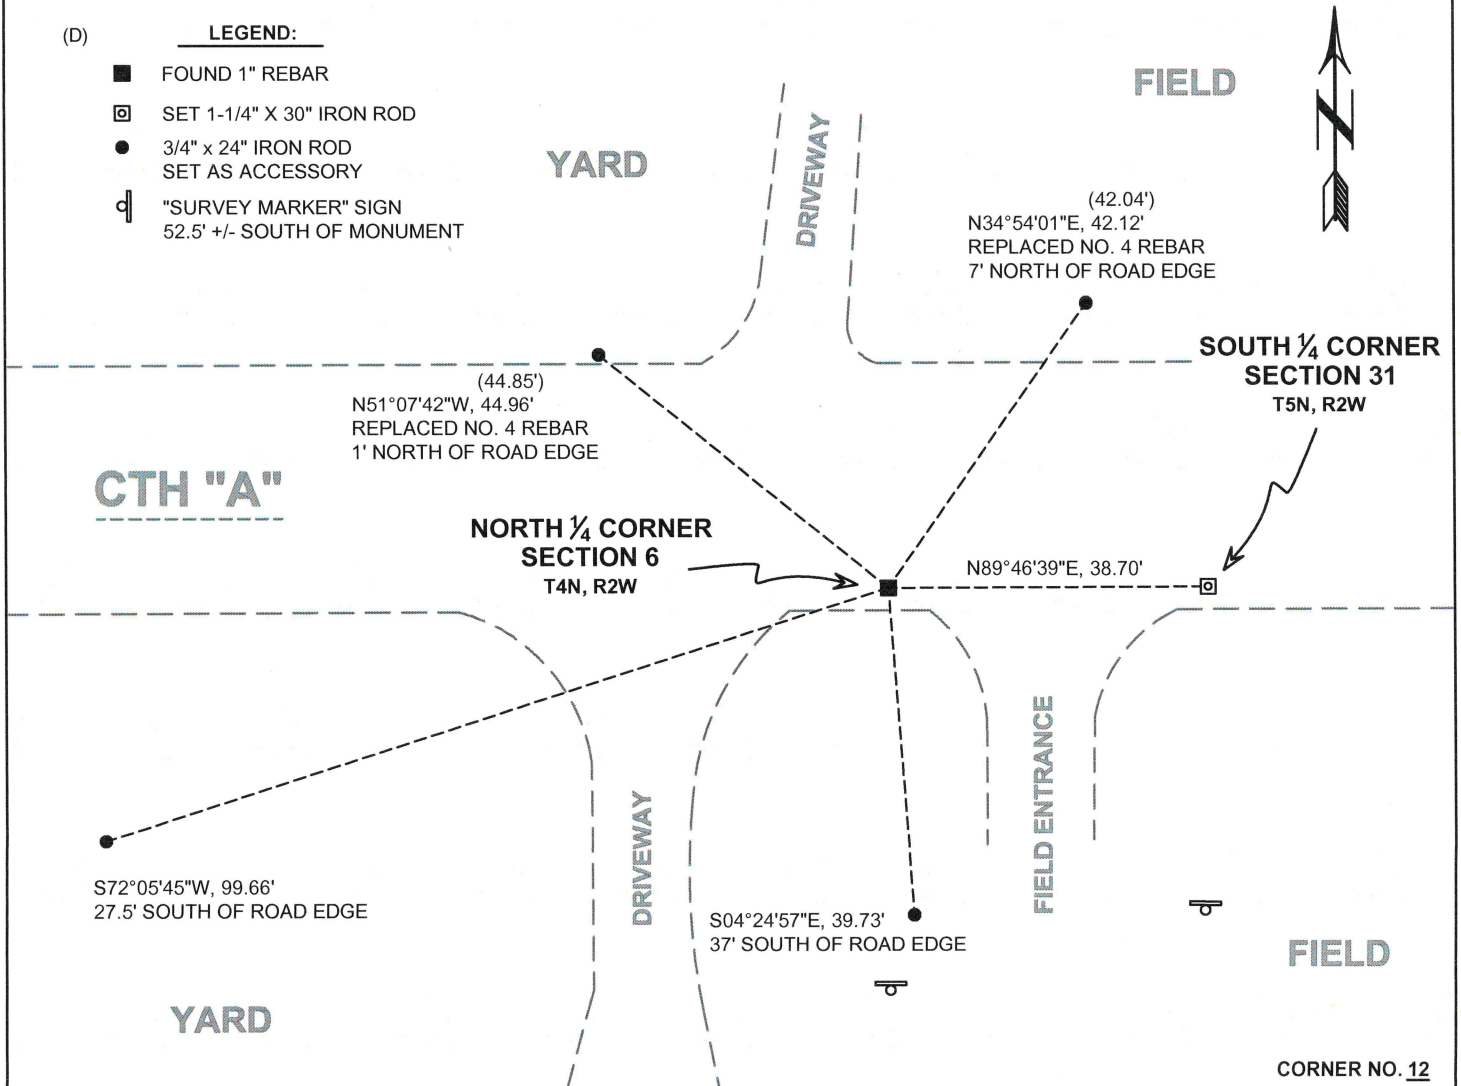 (D)
LEGEND:
FOUND 1" REBAR
SET 1-1/4" X 30" IRON ROD
3/4" x 24" IRON ROD
SET AS ACCESSORY
"SURVEY MARKER" SIGN
52.5' +/- SOUTH OF MONUMENT
YARD
DRIVEWAY
FIELD
N
(42.04')
N34°54'01"E, 42.12'
REPLACED NO. 4 REBAR
7' NORTH OF ROAD EDGE
SOUTH ¼ CORNER
SECTION 31
T5N, R2W
(44.85')
N51°07'42"W, 44.96'
REPLACED NO. 4 REBAR
1' NORTH OF ROAD EDGE
CTH "A"
NORTH ¼ CORNER
SECTION 6
T4N, R2W
N89°46'39"E, 38.70'
S72°05'45"W, 99.66'
27.5' SOUTH OF ROAD EDGE
DRIVEWAY
S04°24'57"E, 39.73'
37' SOUTH OF ROAD EDGE
FIELD ENTRANCE
FIELD
YARD
CORNER NO. 12